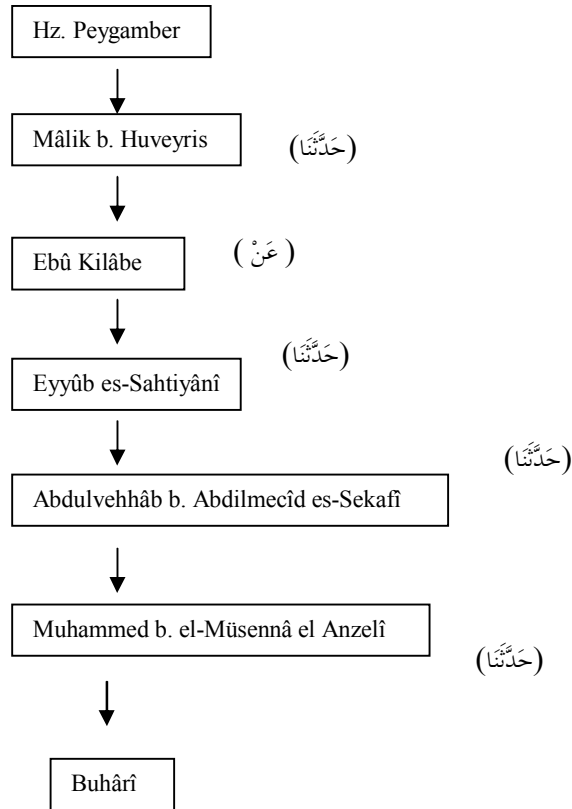 Hz. Peygamber
Mâlik b. Huveyris (حَدَّثَنَا)
Ebû Kilâbe ( عَنْ )
Eyyûb es-Sahtiyânî (حَدَّثَنَا)
Abdulvehhâb b. Abdilmecîd es-Sekafî (حَدَّثَنَا)
Muhammed b. el-Müsennâ el Anzelî (حَدَّثَنَا)
Buhârî